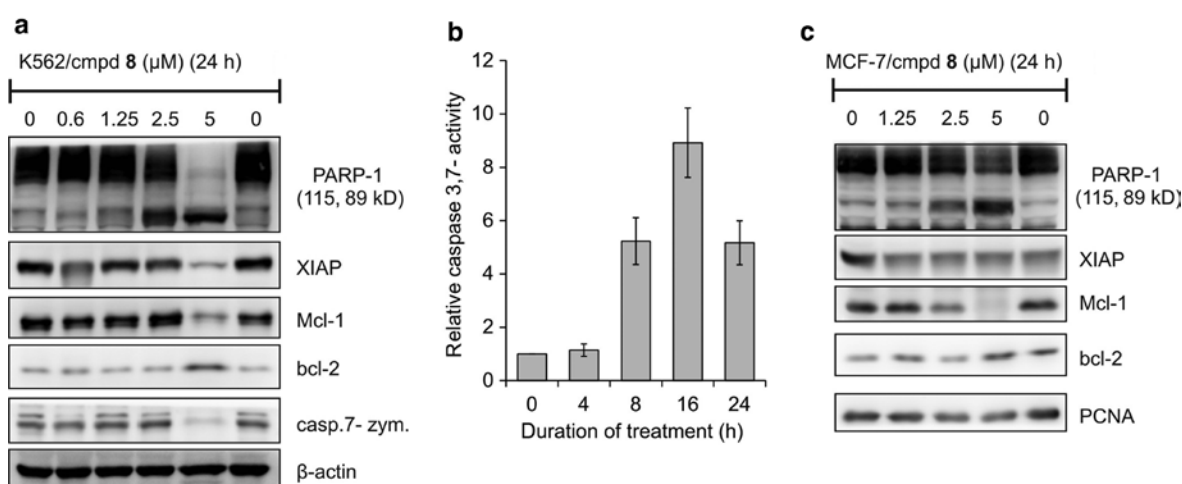 a
K562/cmpd 8 (µM) (24 h)
0 0.6 1.25 2.5 5 0
PARP-1
(115, 89 kD)
XIAP
Mcl-1
bcl-2
casp.7- zym.
β-actin
b
Relative caspase 3,7- activity
12
10
8
6
4
2
0
0 4 8 16 24
Duration of treatment (h)
c
MCF-7/cmpd 8 (µM) (24 h)
0 1.25 2.5 5 0
PARP-1
(115, 89 kD)
XIAP
Mcl-1
bcl-2
PCNA